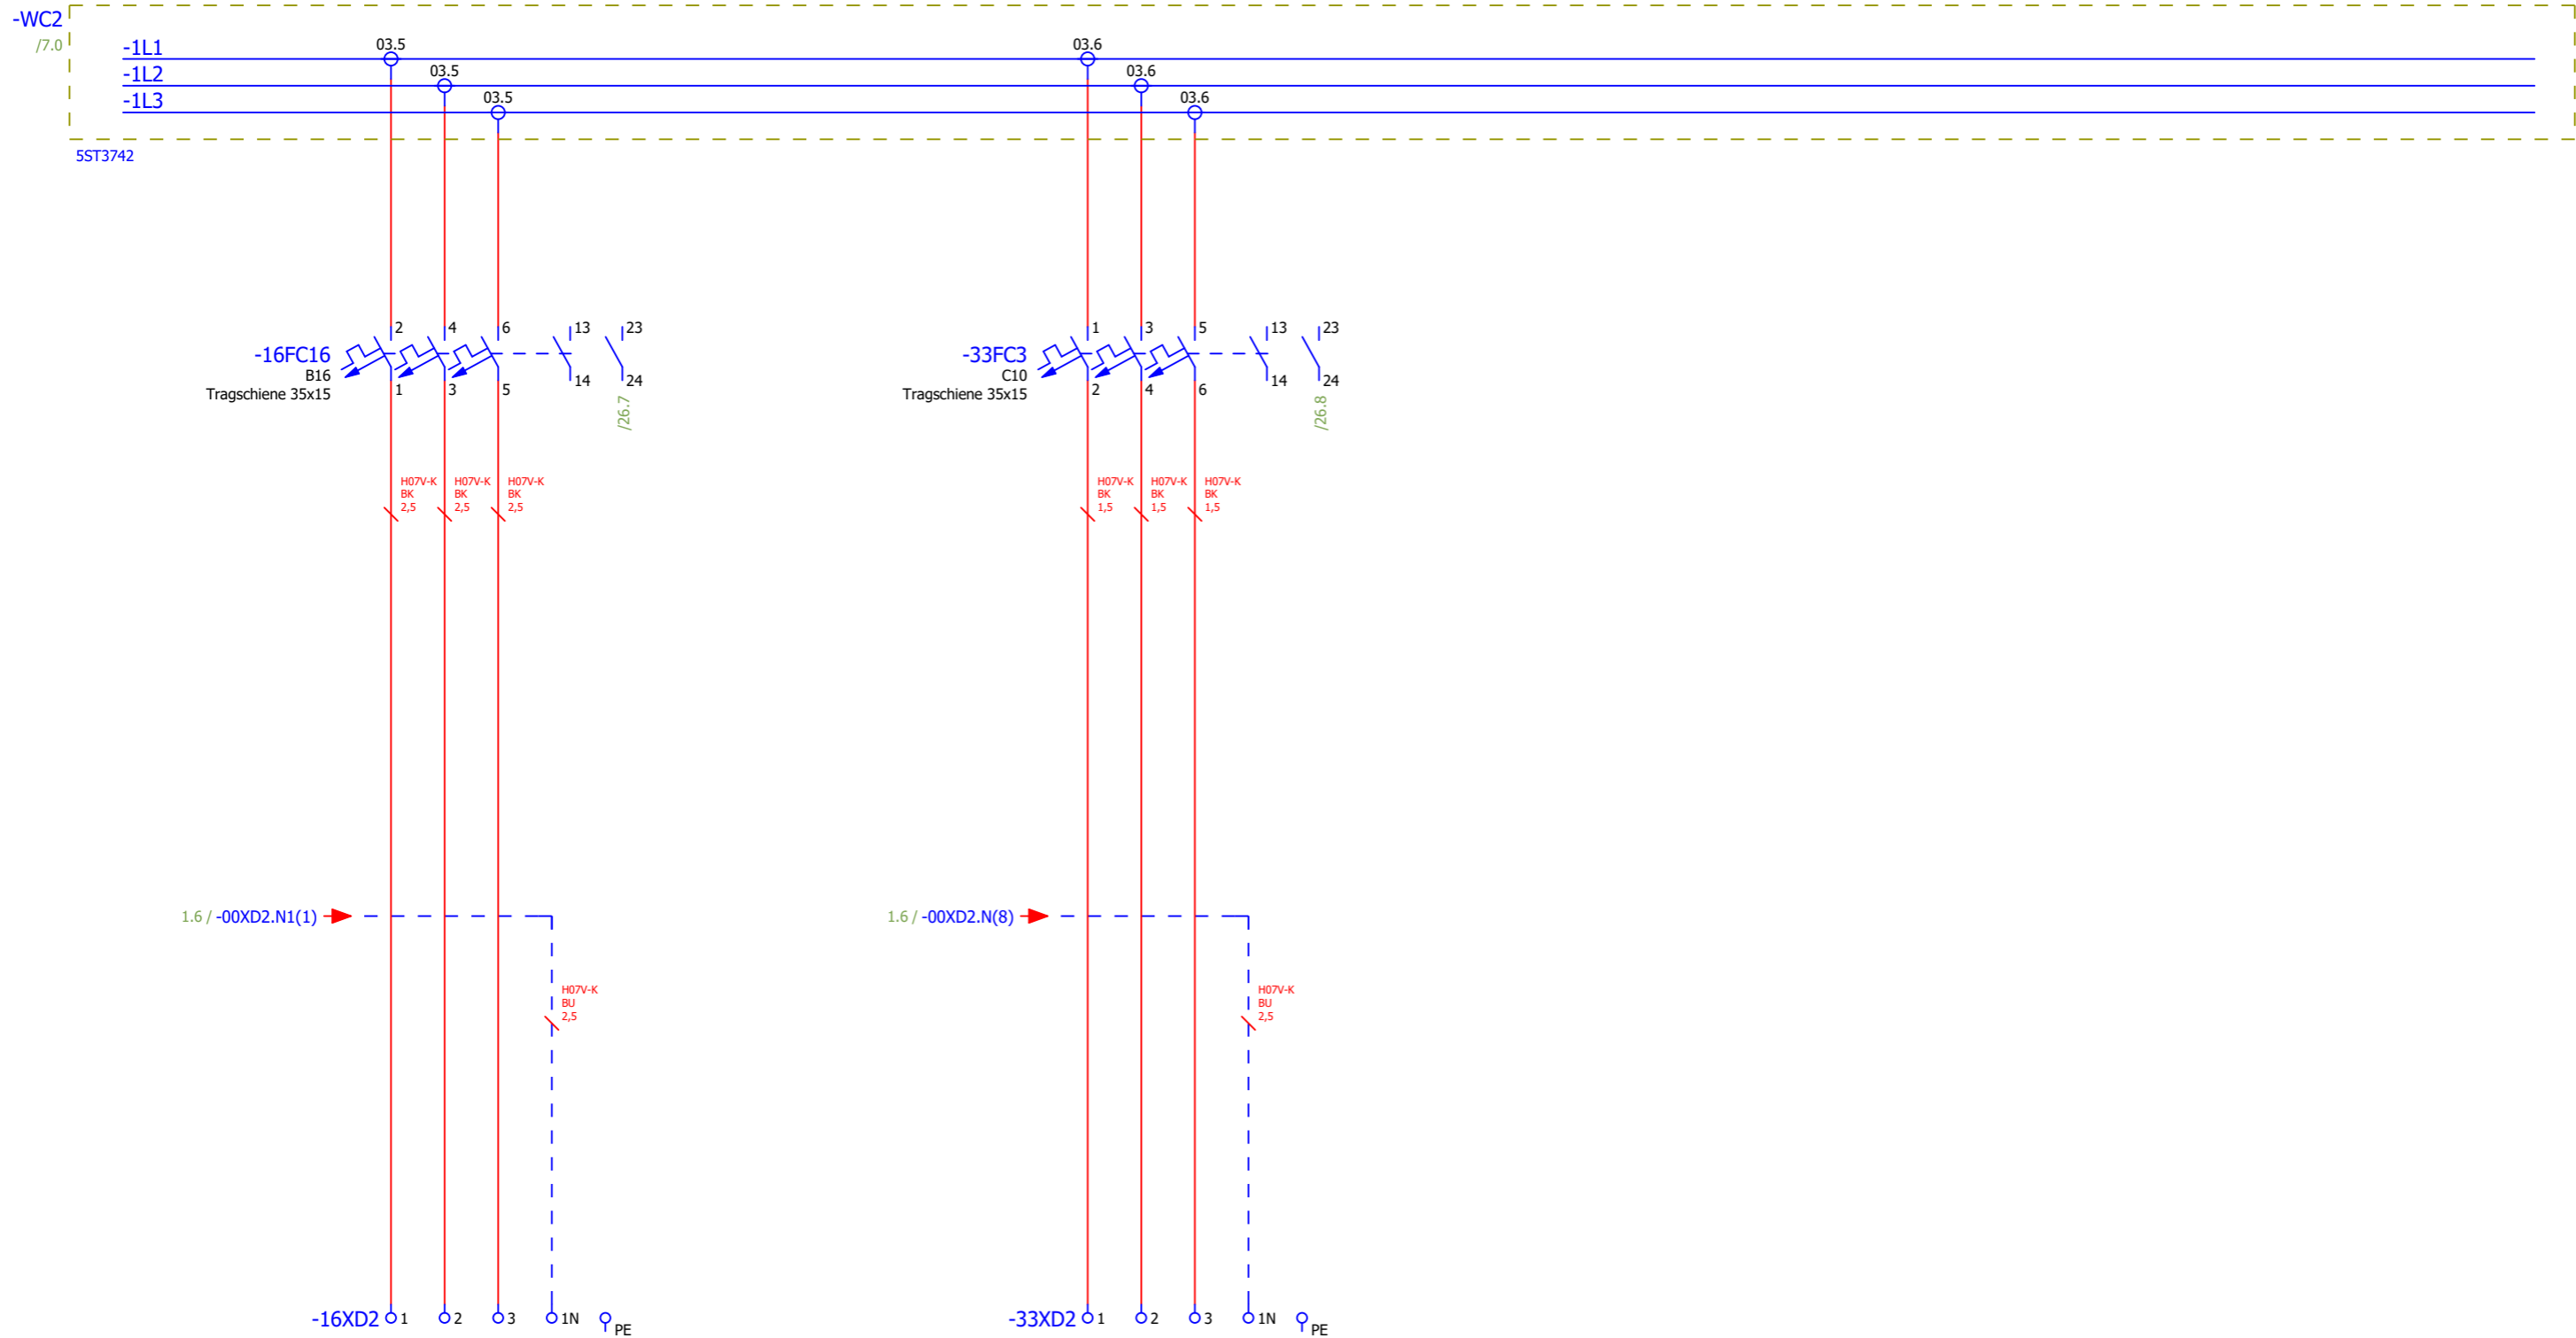 -WC2
/7.0
-1L1
03.5
03.6
-1L2
03.5
03.6
-1L3
03.5
03.6
5ST3742
-16FC16
B16
Tragschiene 35x15
2
4
6
13
23
1
3
5
14
24
/26.7
-33FC3
C10
Tragschiene 35x15
1
3
5
13
23
2
4
6
14
24
/26.8
H07V-K
BK
2,5
H07V-K
BK
2,5
H07V-K
BK
2,5
H07V-K
BK
1,5
H07V-K
BK
1,5
H07V-K
BK
1,5
1.6 / -00XD2.N1(1)
1.6 / -00XD2.N(8)
H07V-K
BU
2,5
H07V-K
BU
2,5
-16XD2 1 2 3 1N PE
-33XD2 1 2 3 1N PE